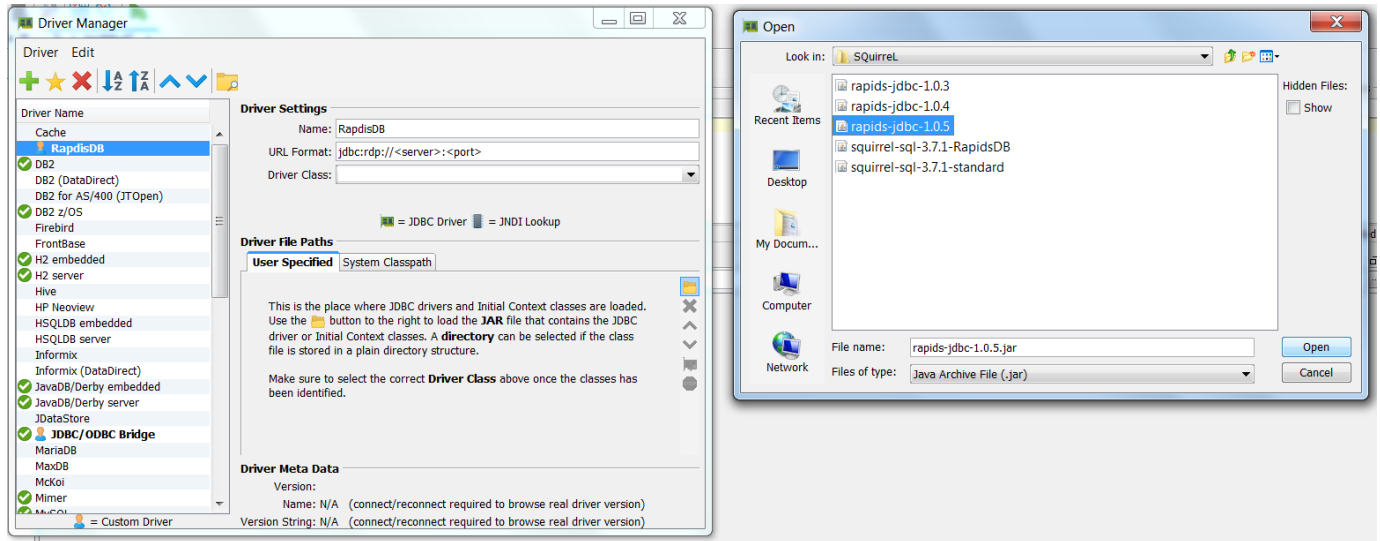 Driver Manager
Driver Edit
Driver Name
Cache
RapdisDB
DB2
DB2 (DataDirect)
DB2 for AS/400 (JTOpen)
DB2 z/OS
Firebird
FrontBase
H2 embedded
H2 server
Hive
HP Neoview
HSQLDB embedded
HSQLDB server
Informix
Informix (DataDirect)
JavaDB/Derby embedded
JavaDB/Derby server
JDataStore
JDBC/ODBC Bridge
MariaDB
MaxDB
McKoi
Mimer
MySQL
= Custom Driver
Driver Settings
Name: RapdisDB
URL Format: jdbc:rdp://<server>:<port>
Driver Class:
= JDBC Driver = JNDI Lookup
Driver File Paths
User Specified System Classpath
This is the place where JDBC drivers and Initial Context classes are loaded.
Use the button to the right to load the JAR file that contains the JDBC
driver or Initial Context classes. A directory can be selected if the class
file is stored in a plain directory structure.
Make sure to select the correct Driver Class above once the classes has
been identified.
Driver Meta Data
Version:
Name: N/A (connect/reconnect required to browse real driver version)
Version String: N/A (connect/reconnect required to browse real driver version)
Open
Look in: SQuirreL
Recent Items
Desktop
My Docum...
Computer
Network
rapids-jdbc-1.0.3
rapids-jdbc-1.0.4
rapids-jdbc-1.0.5
squirrel-sql-3.7.1-RapidsDB
squirrel-sql-3.7.1-standard
Hidden Files:
Show
File name: rapids-jdbc-1.0.5.jar
Open
Files of type: Java Archive File (.jar)
Cancel